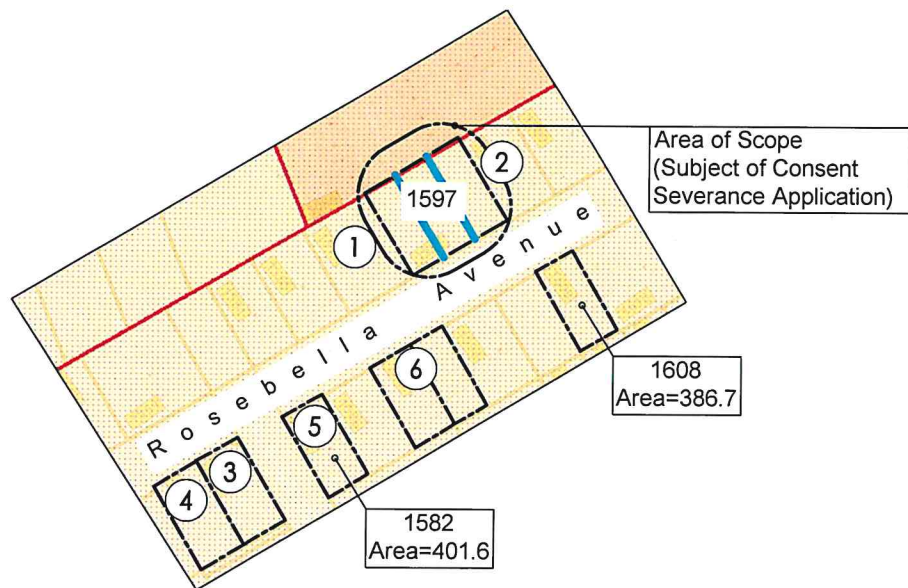 Area of Scope
(Subject of Consent
Severance Application)
2
1597
1
Rosebella Avenue
1608
Area=386.7
6
5
3
4
1582
Area=401.6